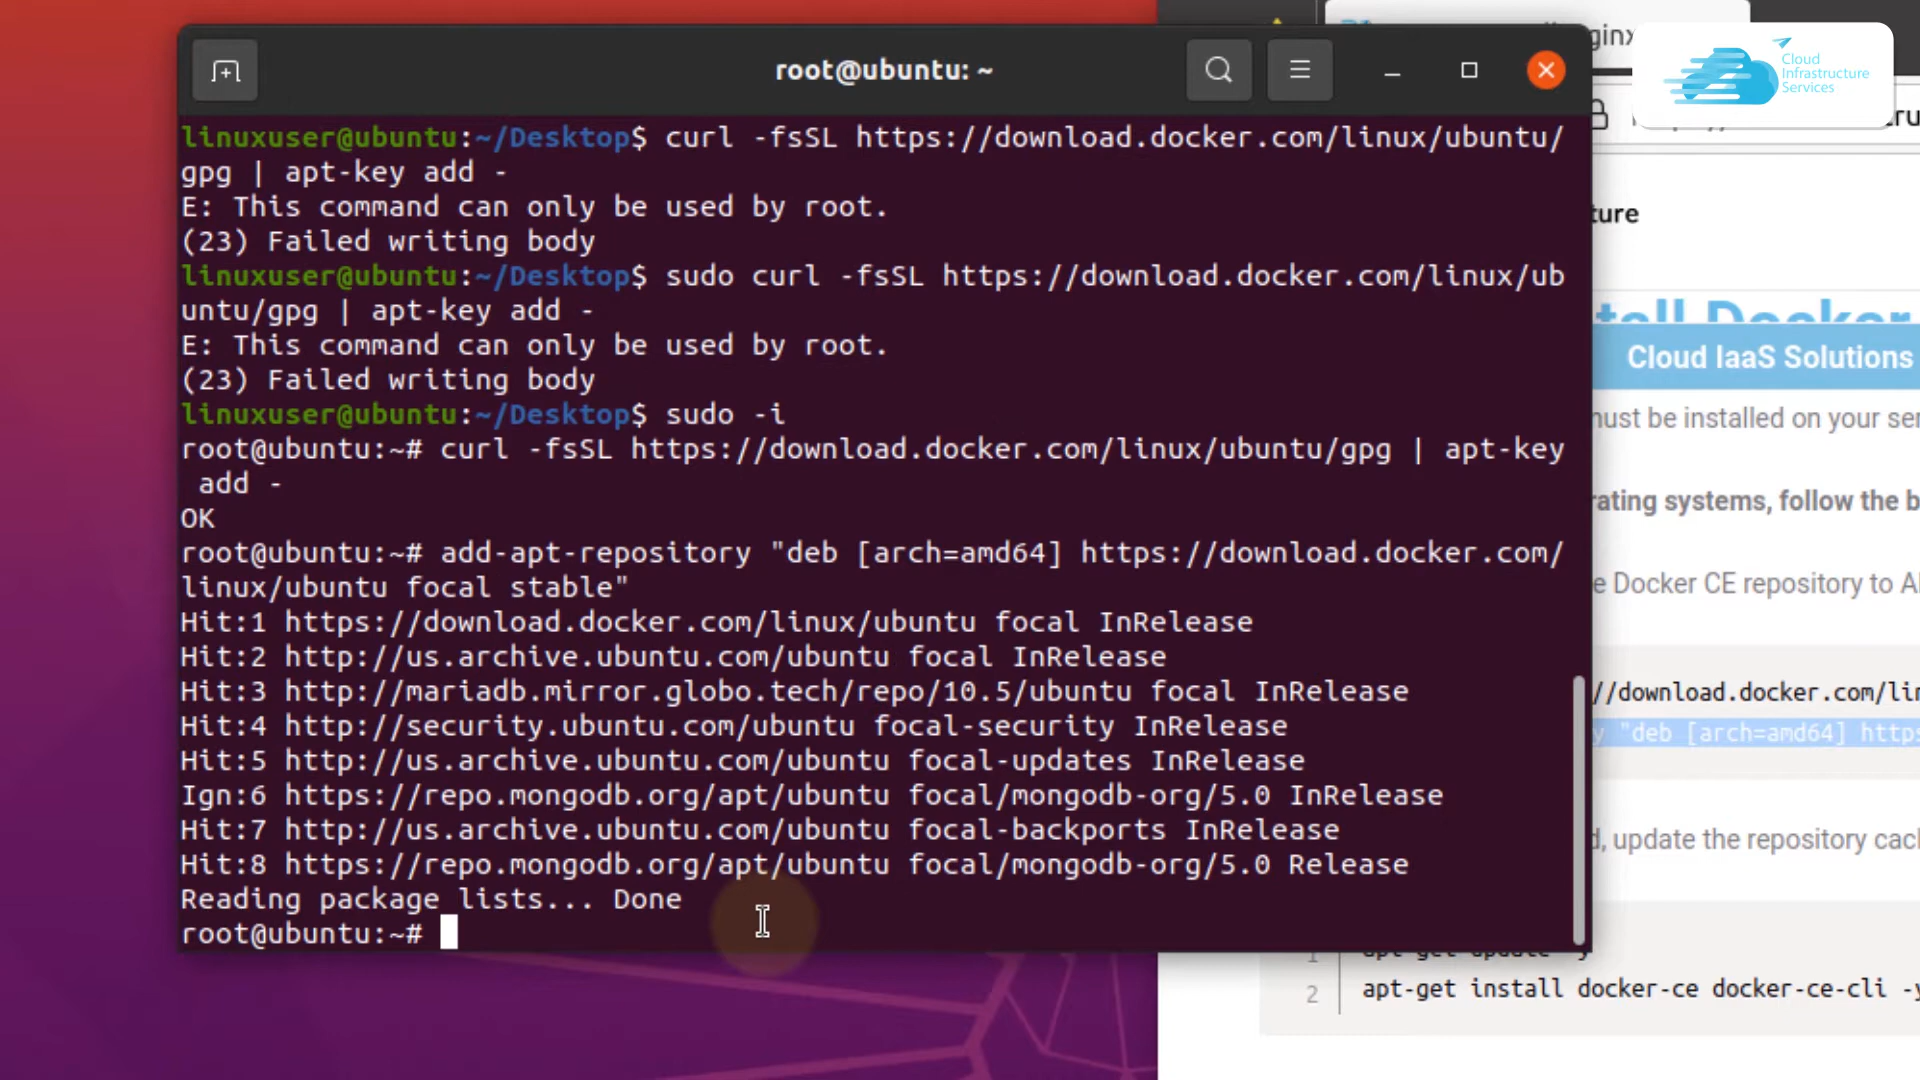 root@ubuntu: ~
Cloud
Infrastructure
Services
linuxuser@ubuntu:~/Desktop$ curl -fsSL https://download.docker.com/linux/ubuntu/
gpg | apt-key add -
E: This command can only be used by root.
(23) Failed writing body
linuxuser@ubuntu:~/Desktop$ sudo curl -fsSL https://download.docker.com/linux/ub
untu/gpg | apt-key add -
E: This command can only be used by root.
(23) Failed writing body
linuxuser@ubuntu:~/Desktop$ sudo -i
root@ubuntu:~# curl -fsSL https://download.docker.com/linux/ubuntu/gpg | apt-key
 add -
OK
root@ubuntu:~# add-apt-repository "deb [arch=amd64] https://download.docker.com/
linux/ubuntu focal stable"
Hit:1 https://download.docker.com/linux/ubuntu focal InRelease
Hit:2 http://us.archive.ubuntu.com/ubuntu focal InRelease
Hit:3 http://mariadb.mirror.globo.tech/repo/10.5/ubuntu focal InRelease
Hit:4 http://security.ubuntu.com/ubuntu focal-security InRelease
Hit:5 http://us.archive.ubuntu.com/ubuntu focal-updates InRelease
Ign:6 https://repo.mongodb.org/apt/ubuntu focal/mongodb-org/5.0 InRelease
Hit:7 http://us.archive.ubuntu.com/ubuntu focal-backports InRelease
Hit:8 https://repo.mongodb.org/apt/ubuntu focal/mongodb-org/5.0 Release
Reading package lists... Done
root@ubuntu:~#
ture
tall Docker
Cloud IaaS Solutions
must be installed on your ser
rating systems, follow the b
e Docker CE repository to A
//download.docker.com/lin
y "deb [arch=amd64] https
d, update the repository cac
1 apt-get update -y
2 apt-get install docker-ce docker-ce-cli -y